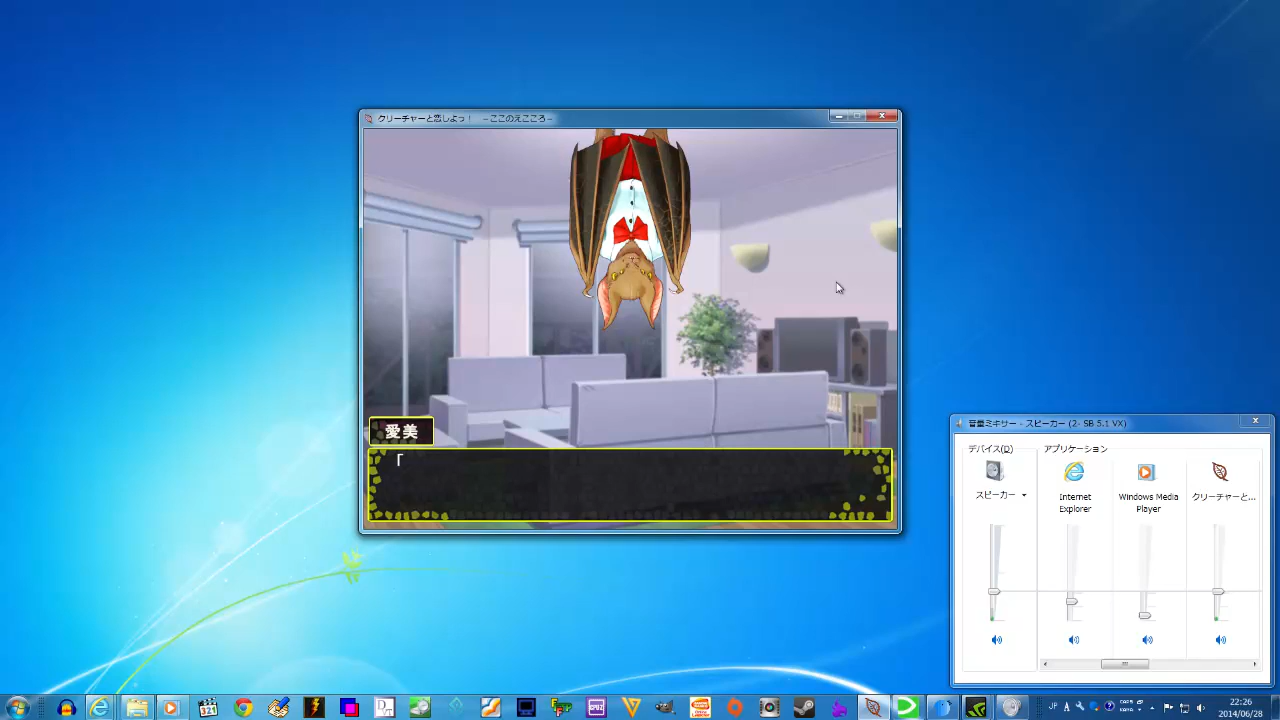 クリーチャーと恋しよっ！　－ここのえこころ－
愛美
「
音量ミキサー - スピーカー (2- SB 5.1 VX)
デバイス(D)
アプリケーション
スピーカー
Internet Explorer
Windows Media Player
クリーチャーと...
321
CPU
JP
22:26
2014/06/28